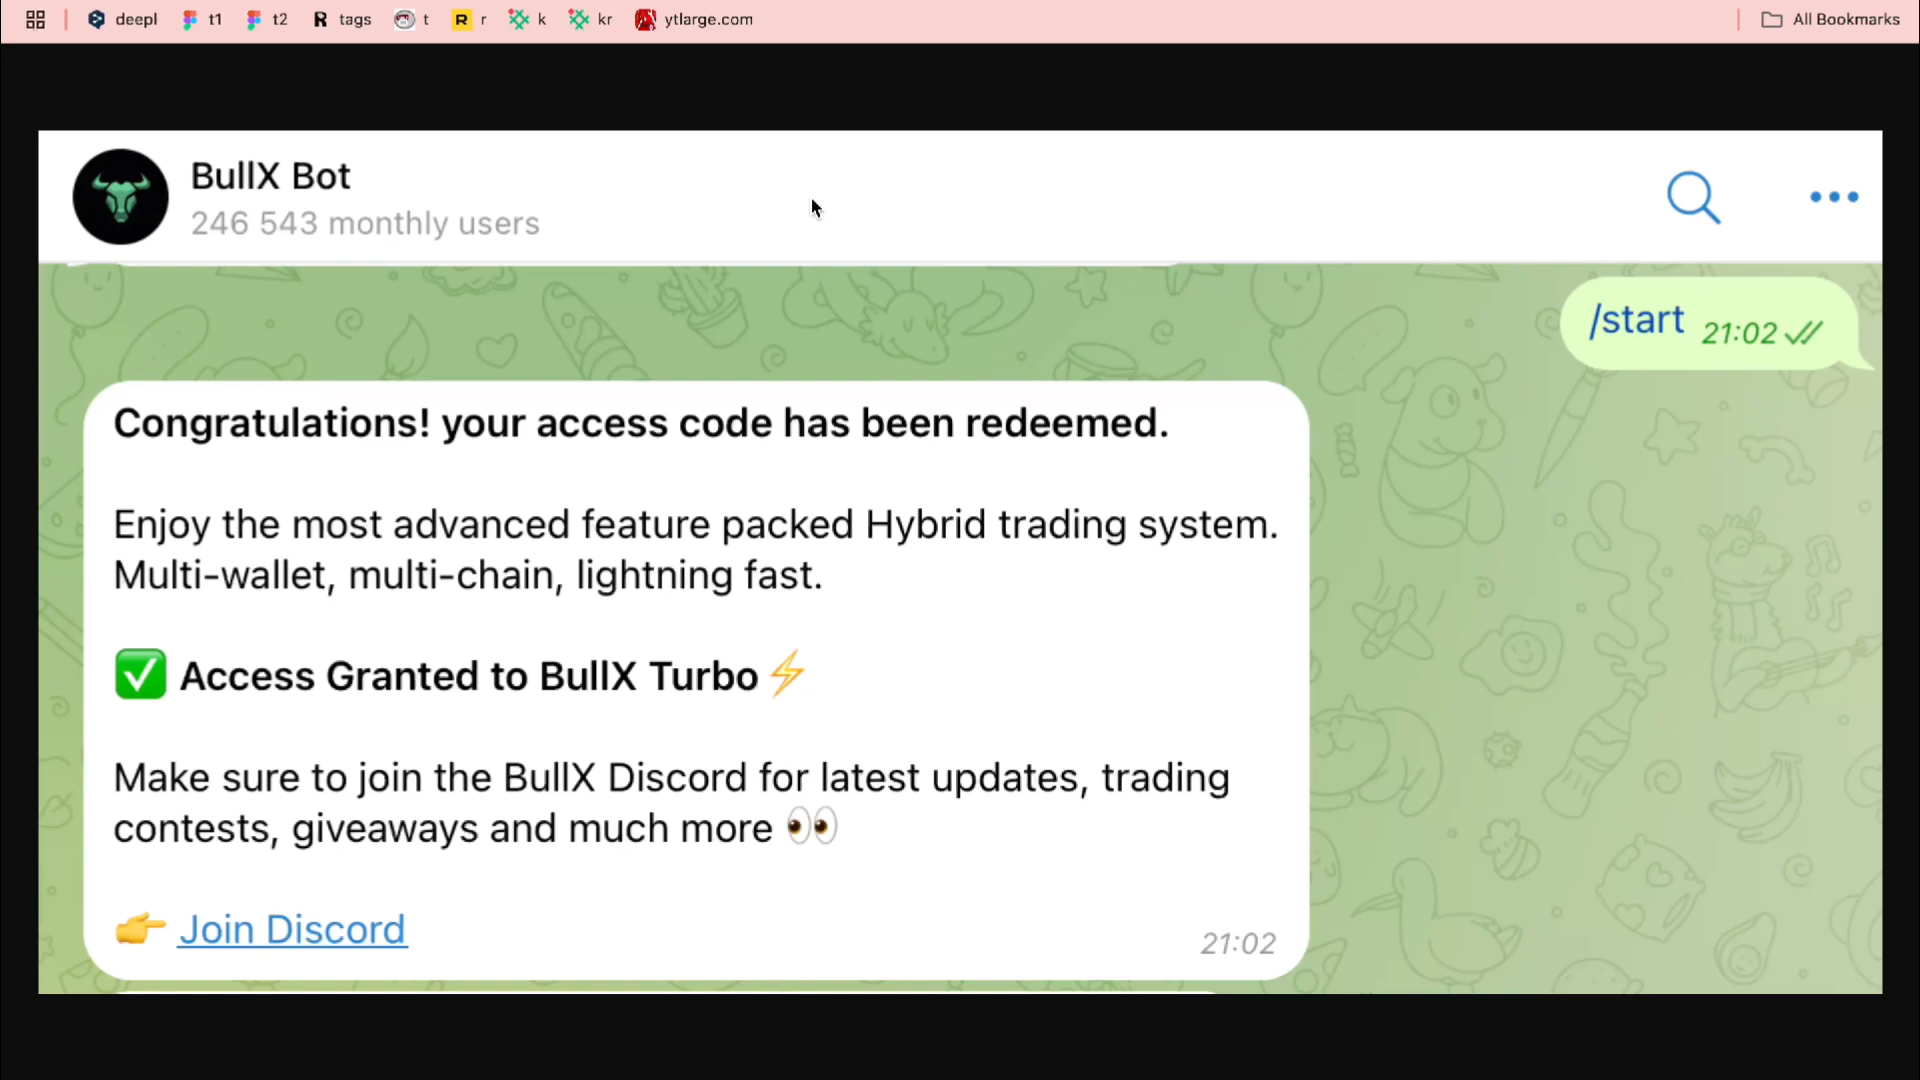 deepl t1 t2 tags t r k kr ytlarge.com All Bookmarks
BullX Bot
246 543 monthly users
/start 21:02
Congratulations! your access code has been redeemed.
Enjoy the most advanced feature packed Hybrid trading system.
Multi-wallet, multi-chain, lightning fast.
✅ Access Granted to BullX Turbo ⚡
Make sure to join the BullX Discord for latest updates, trading
contests, giveaways and much more 👀
👉 Join Discord 21:02